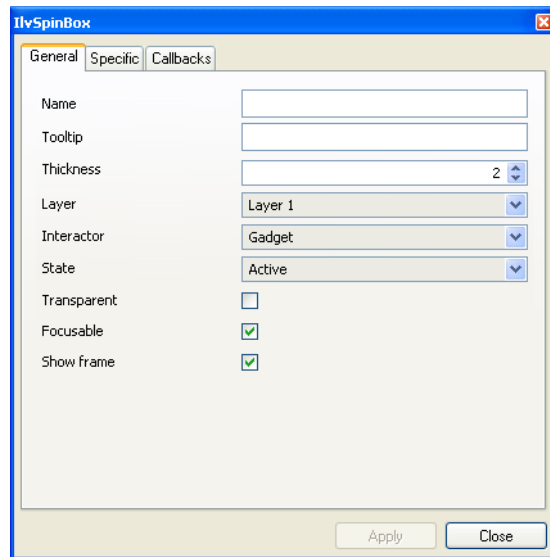 IlvSpinBox
General Specific Callbacks
Name
Tooltip
Thickness 2
Layer Layer 1
Interactor Gadget
State Active
Transparent
Focusable
Show frame
Apply Close